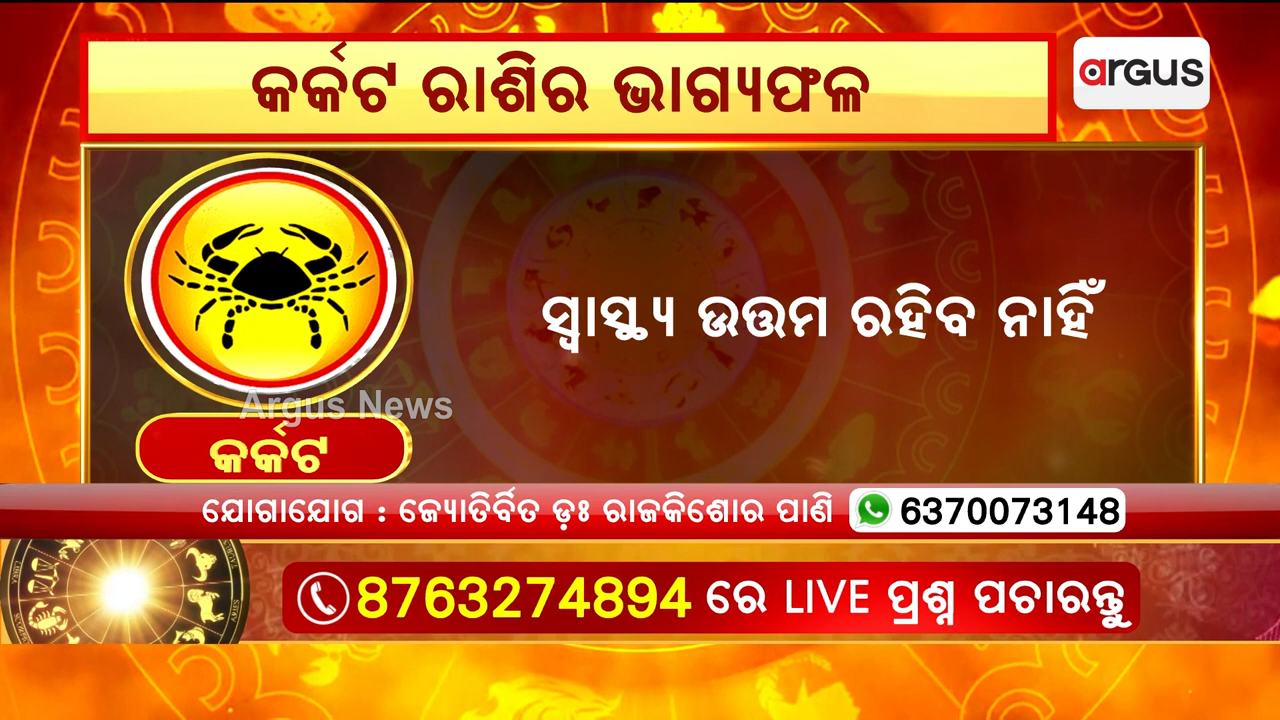 କର୍କଟ ରାଶିର ଭାଗ୍ୟଫଳ
argus
ସ୍ୱାସ୍ଥ୍ୟ ଉତ୍ତମ ରହିବ ନାହିଁ
Argus News
କର୍କଟ
ଯୋଗାଯୋଗ : ଜ୍ୟୋତିର୍ବିତ ଡ଼ଃ ରାଜକିଶୋର ପାଣି 6370073148
8763274894 ରେ LIVE ପ୍ରଶ୍ନ ପଚାରନ୍ତୁ